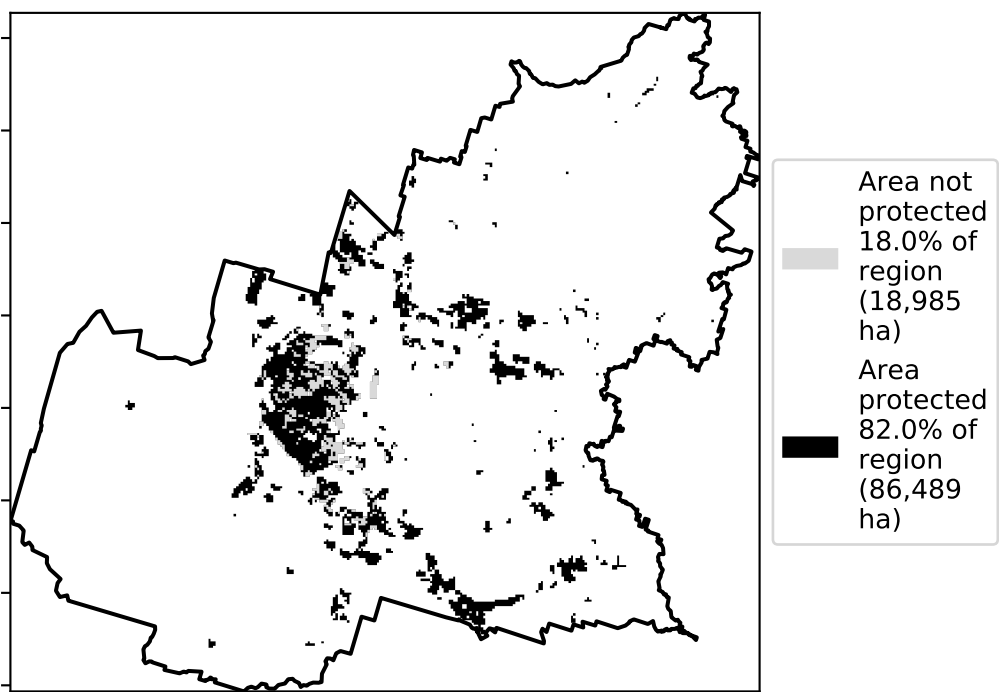 Area not
protected
18.0% of
region
(18,985
ha)
Area
protected
82.0% of
region
(86,489
ha)